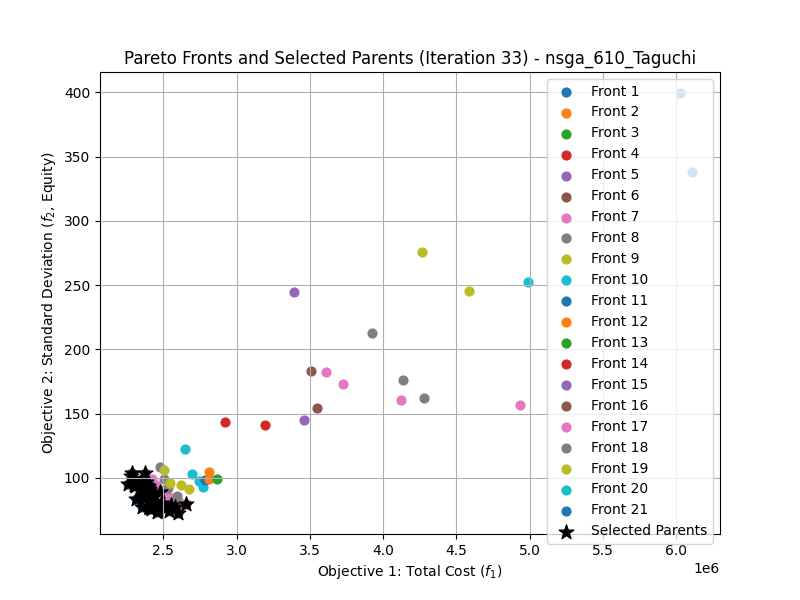 Pareto Fronts and Selected Parents (Iteration 33) - nsga_610_Taguchi
Objective 2: Standard Deviation (f₂, Equity)
400
350
300
250
200
150
100
2.5 3.0 3.5 4.0 4.5 5.0 5.5 6.0
1e6
Objective 1: Total Cost (f₁)
Front 1
Front 2
Front 3
Front 4
Front 5
Front 6
Front 7
Front 8
Front 9
Front 10
Front 11
Front 12
Front 13
Front 14
Front 15
Front 16
Front 17
Front 18
Front 19
Front 20
Front 21
Selected Parents